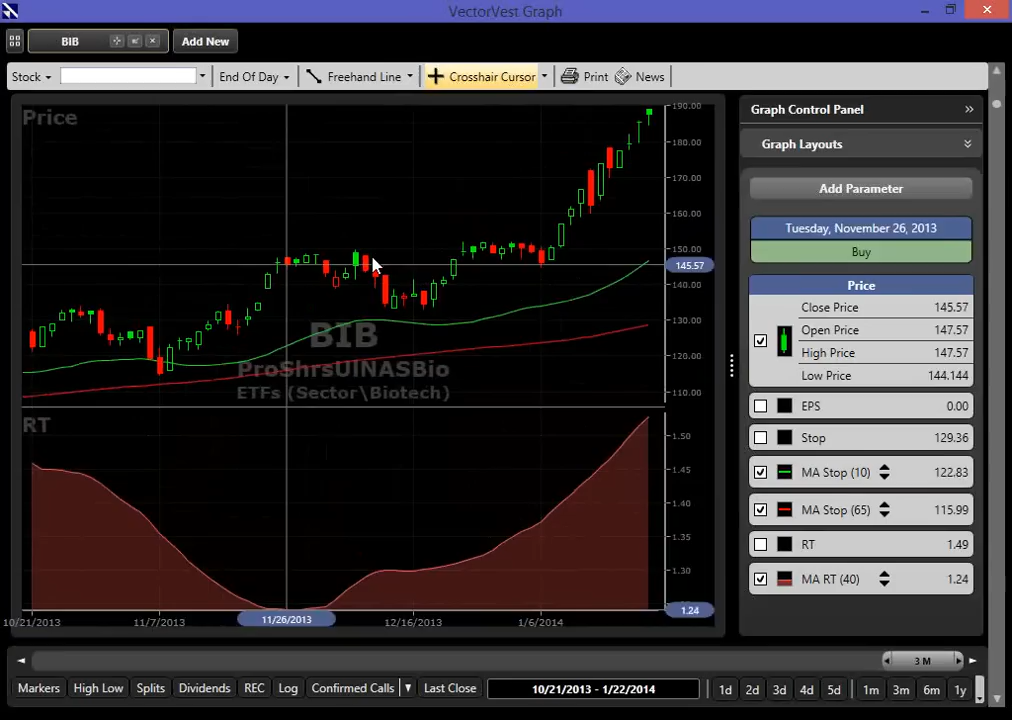 VectorVest Graph
BIB
Add New
Stock
End Of Day
Freehand Line
Crosshair Cursor
Print
News
Price
190.00
180.00
170.00
160.00
150.00
145.57
140.00
130.00
120.00
110.00
BIB
ProShrsUlNASBio
ETFs (Sector\Biotech)
RT
1.50
1.45
1.40
1.35
1.30
1.24
10/21/2013
11/7/2013
11/26/2013
12/16/2013
1/6/2014
Graph Control Panel
Graph Layouts
Add Parameter
Tuesday, November 26, 2013
Buy
Price
Close Price 145.57
Open Price 147.57
High Price 147.57
Low Price 144.144
EPS 0.00
Stop 129.36
MA Stop (10) 122.83
MA Stop (65) 115.99
RT 1.49
MA RT (40) 1.24
3 M
Markers
High Low
Splits
Dividends
REC
Log
Confirmed Calls
Last Close
10/21/2013 - 1/22/2014
1d
2d
3d
4d
5d
1m
3m
6m
1y